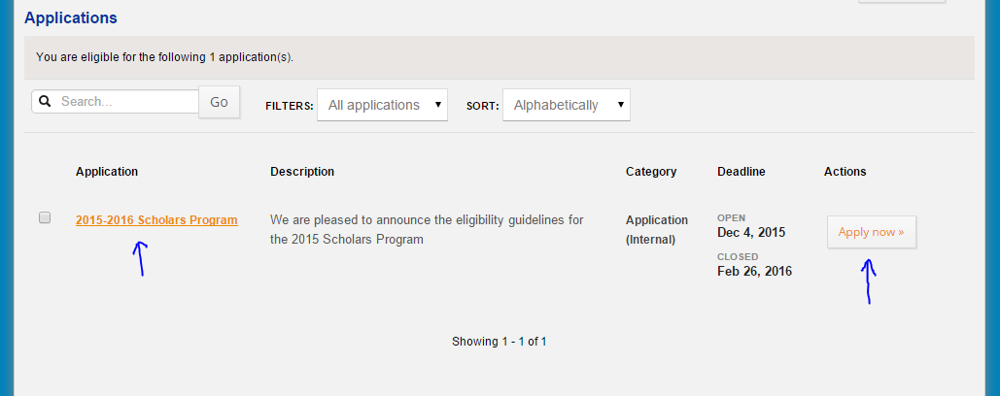 Applications
You are eligible for the following 1 application(s).
Search...
Go
FILTERS:
All applications
SORT:
Alphabetically
Application
Description
Category
Deadline
Actions
2015-2016 Scholars Program
We are pleased to announce the eligibility guidelines for
the 2015 Scholars Program
Application
(Internal)
OPEN
Dec 4, 2015
CLOSED
Feb 26, 2016
Apply now »
Showing 1 - 1 of 1